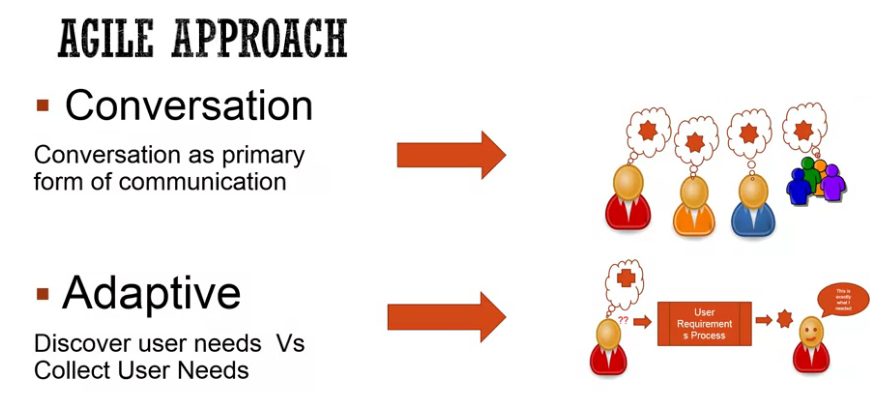 AGILE APPROACH
Conversation
Conversation as primary
form of communication
Adaptive
Discover user needs Vs
Collect User Needs
??
User
Requirement
s Process
This is
exactly
what I
needed